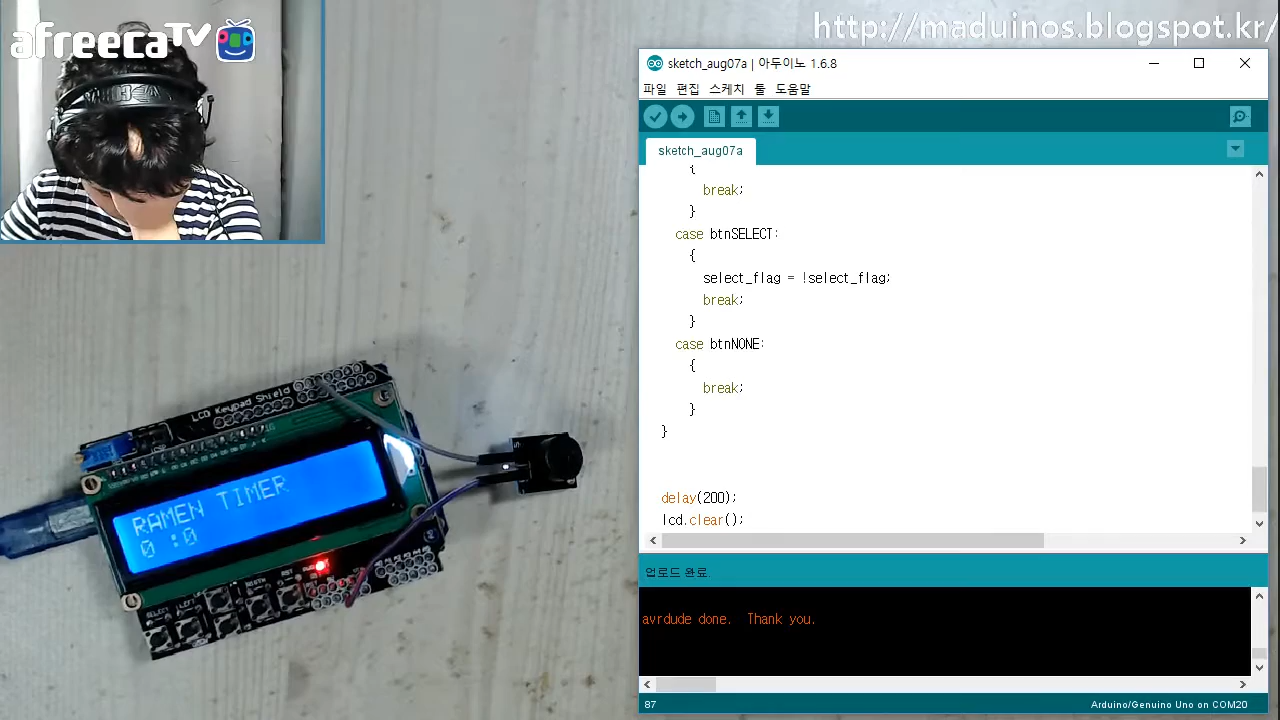 afreecaTV
http://maduinos.blogspot.kr/
sketch_aug07a | 아두이노 1.6.8
파일 편집 스케치 툴 도움말
sketch_aug07a
{
break;
}
case btnSELECT:
{
select_flag = !select_flag;
break;
}
case btnNONE:
{
break;
}
}
delay(200);
lcd.clear();
업로드 완료.
avrdude done. Thank you.
87
Arduino/Genuino Uno on COM20
LCD Keypad Shield
RAMEN TIMER
0 :0
SELECT
LEFT
RST